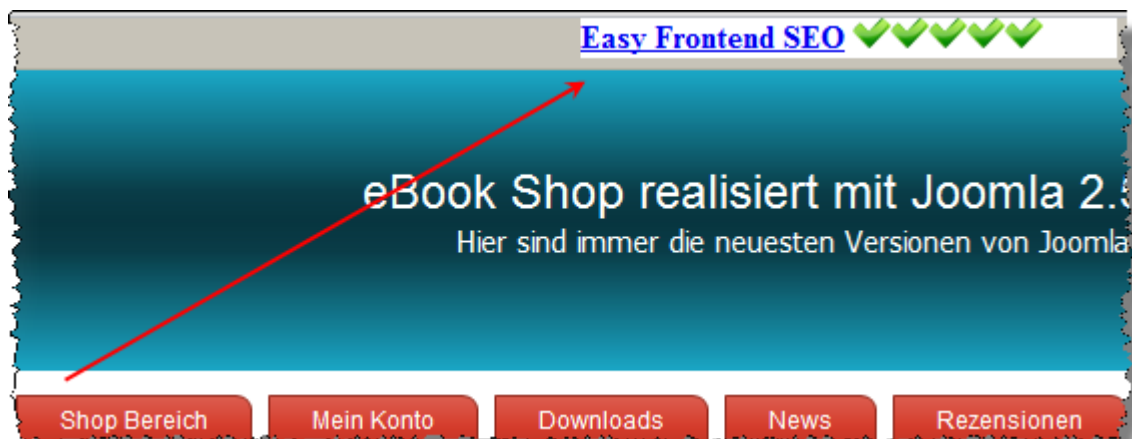 Easy Frontend SEO
eBook Shop realisiert mit Joomla 2.5
Hier sind immer die neuesten Versionen von Joomla
Shop Bereich
Mein Konto
Downloads
News
Rezensionen